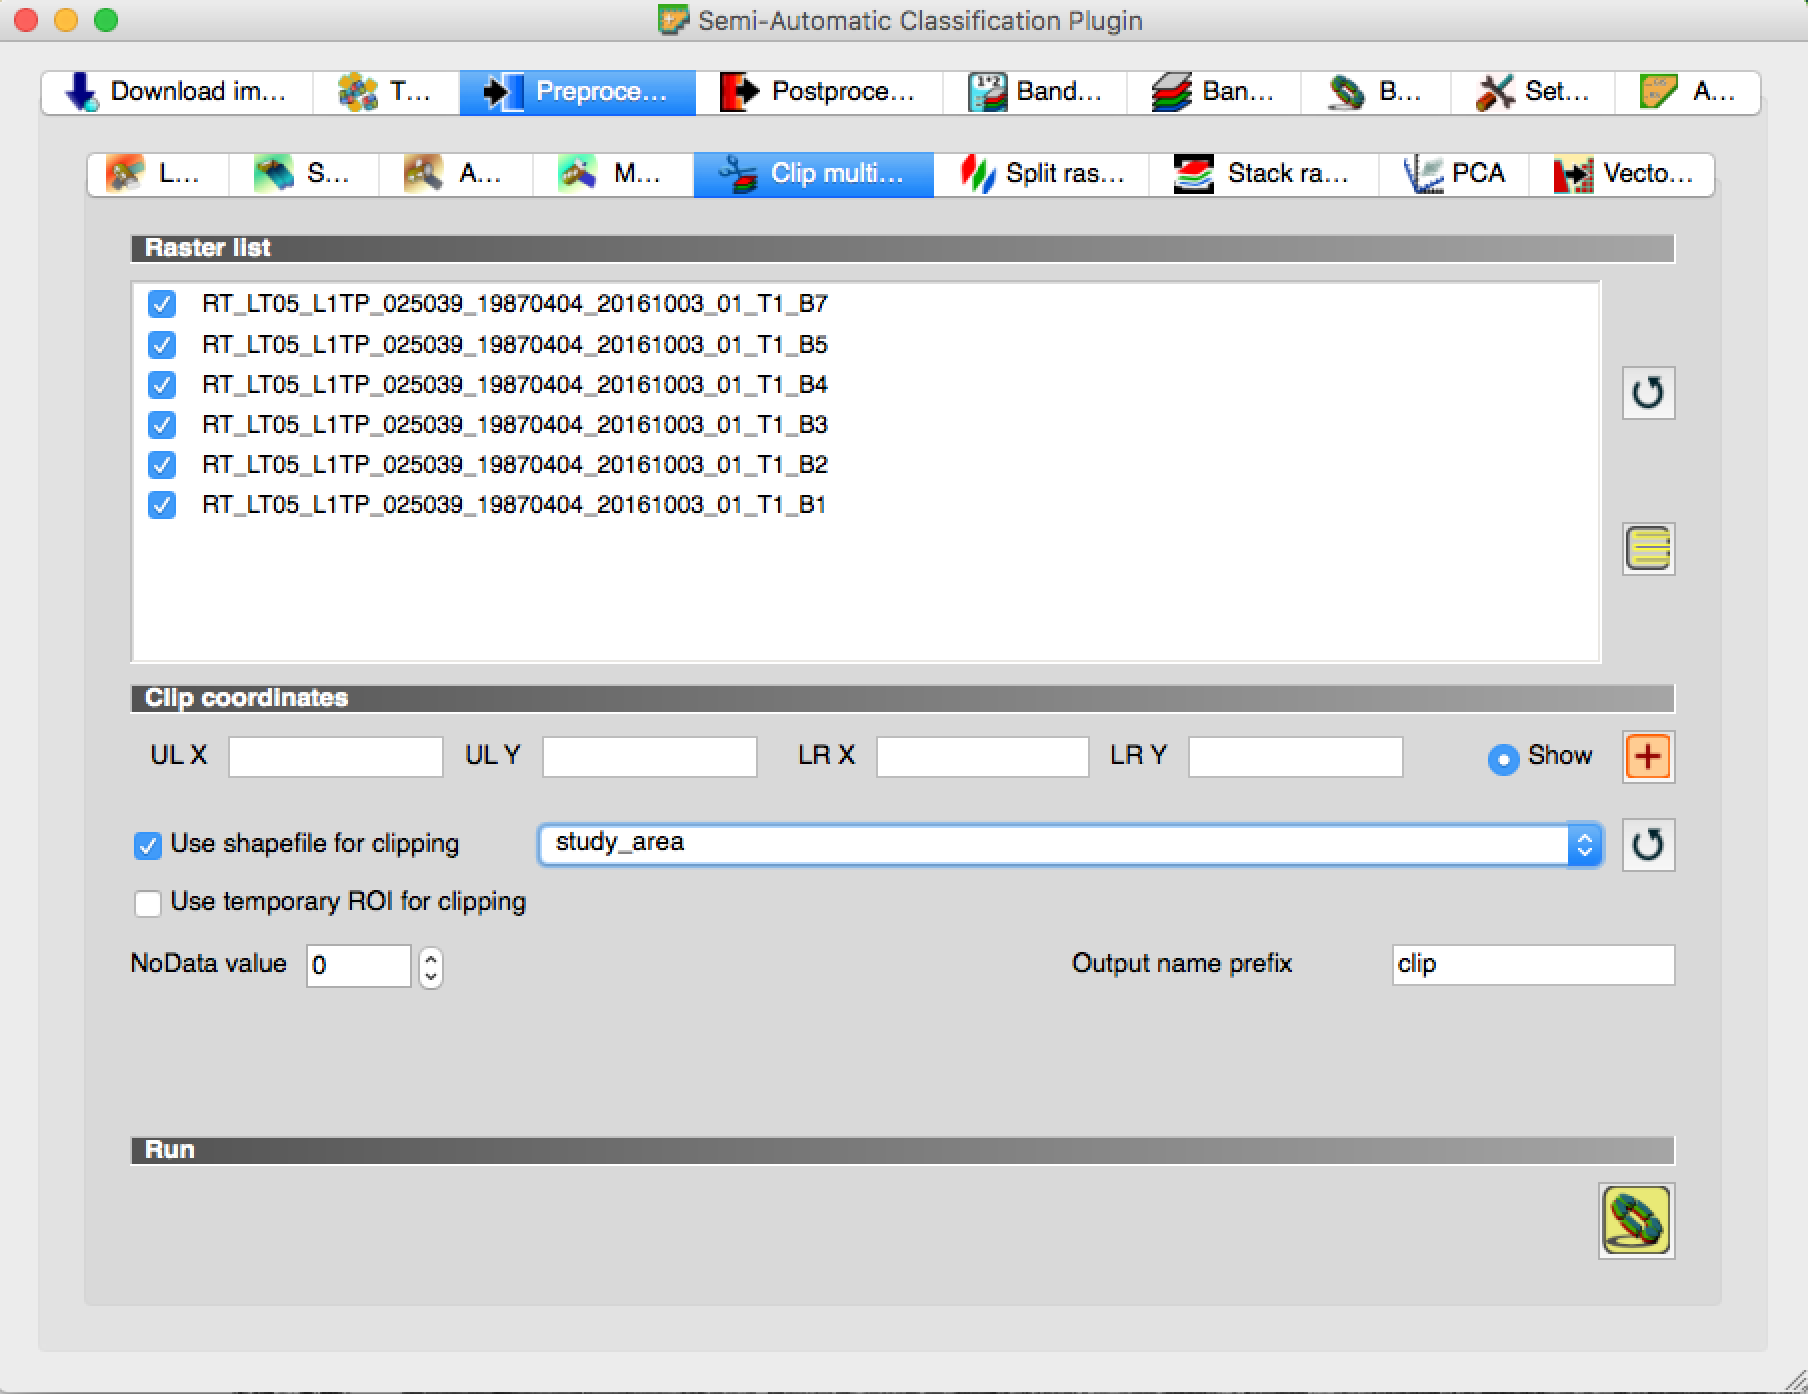 Semi-Automatic Classification Plugin
Download im... T... Preproce... Postproce... Band... Ban... B... Set... A...
L... S... A... M... Clip multi... Split ras... Stack ra... PCA Vecto...
Raster list
RT_LT05_L1TP_025039_19870404_20161003_01_T1_B7
RT_LT05_L1TP_025039_19870404_20161003_01_T1_B5
RT_LT05_L1TP_025039_19870404_20161003_01_T1_B4
RT_LT05_L1TP_025039_19870404_20161003_01_T1_B3
RT_LT05_L1TP_025039_19870404_20161003_01_T1_B2
RT_LT05_L1TP_025039_19870404_20161003_01_T1_B1
Clip coordinates
UL X UL Y LR X LR Y Show
Use shapefile for clipping study_area
Use temporary ROI for clipping
NoData value 0 Output name prefix clip
Run